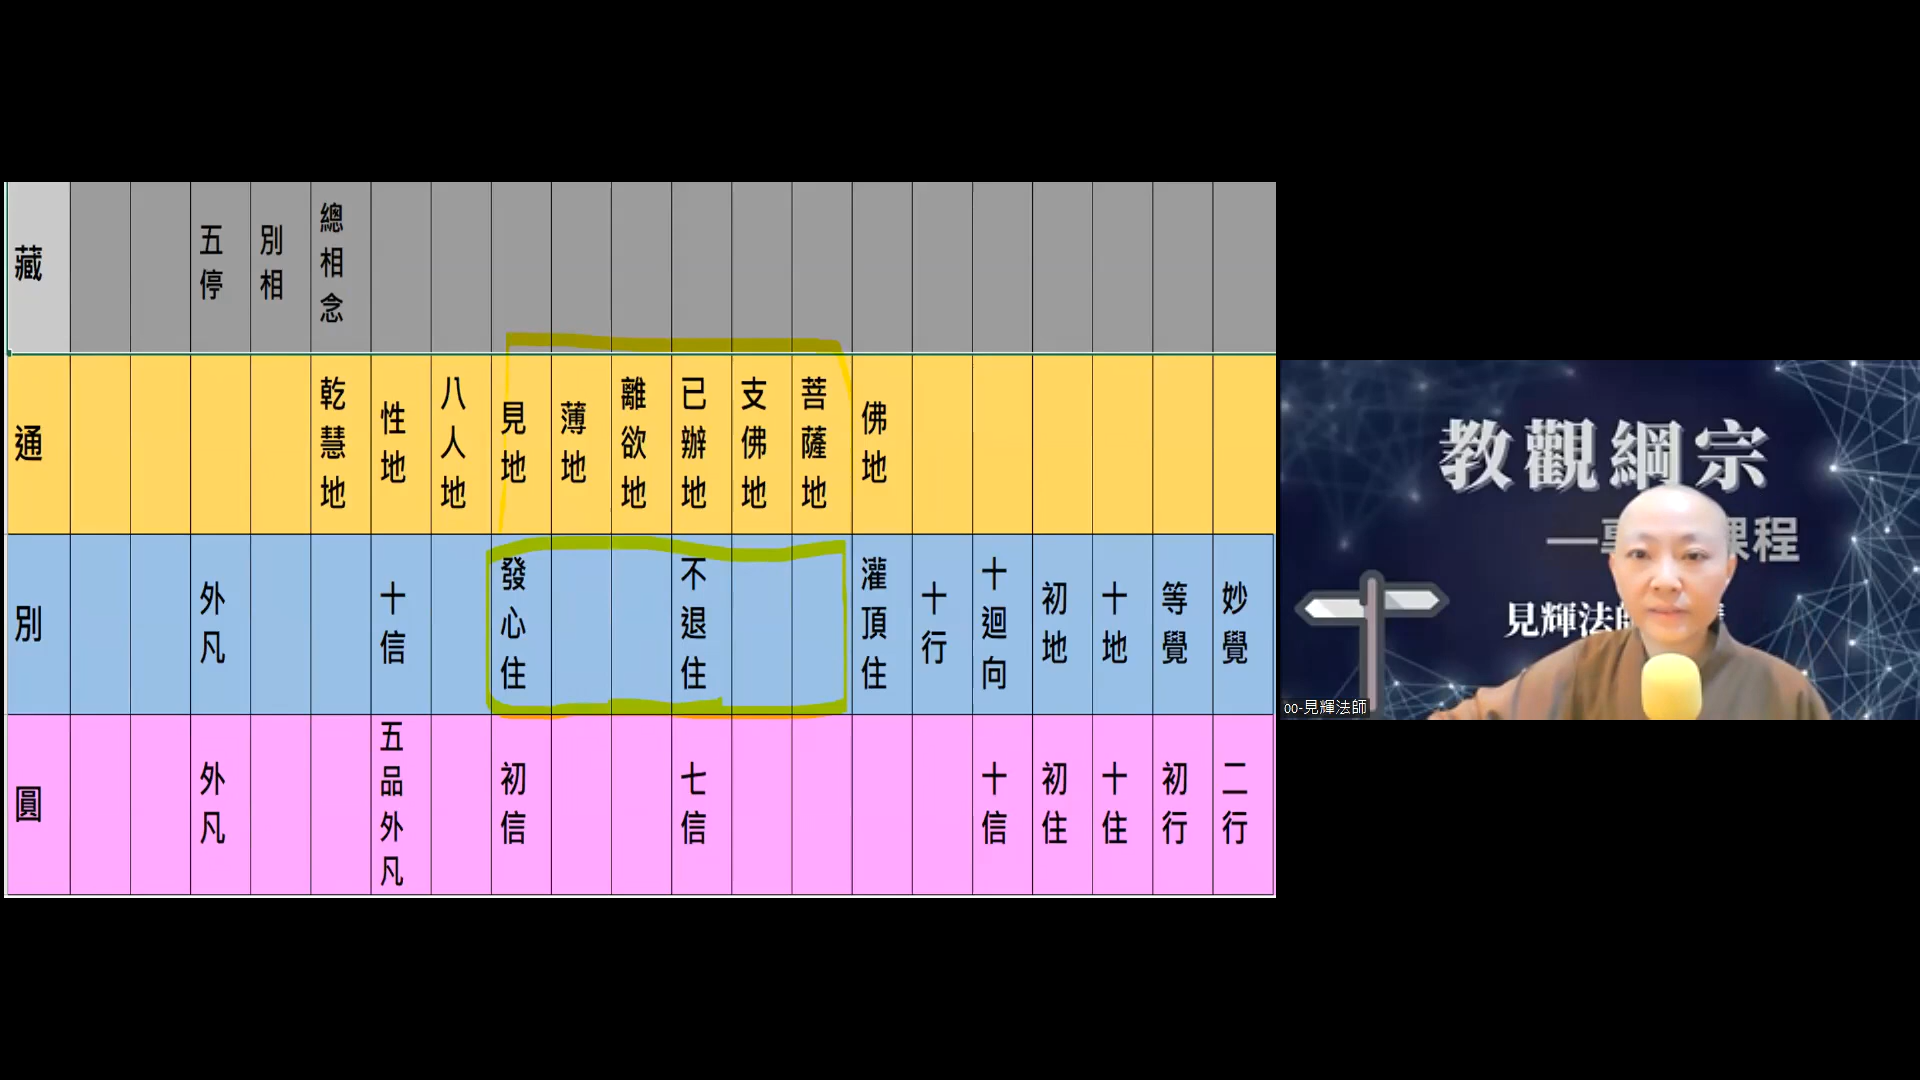 藏 五停 別相 總相念
通 乾慧地 性地 八人地 見地 薄地 離欲地 已辦地 支佛地 菩薩地 佛地
別 外凡 十信 發心住 不退住 灌頂住 十行 十迴向 初地 十地 等覺 妙覺
圓 外凡 五品外凡 初信 七信 十信 初住 十住 初行 二行
教觀綱宗
—專 課程
見輝法師
oo-見輝法師